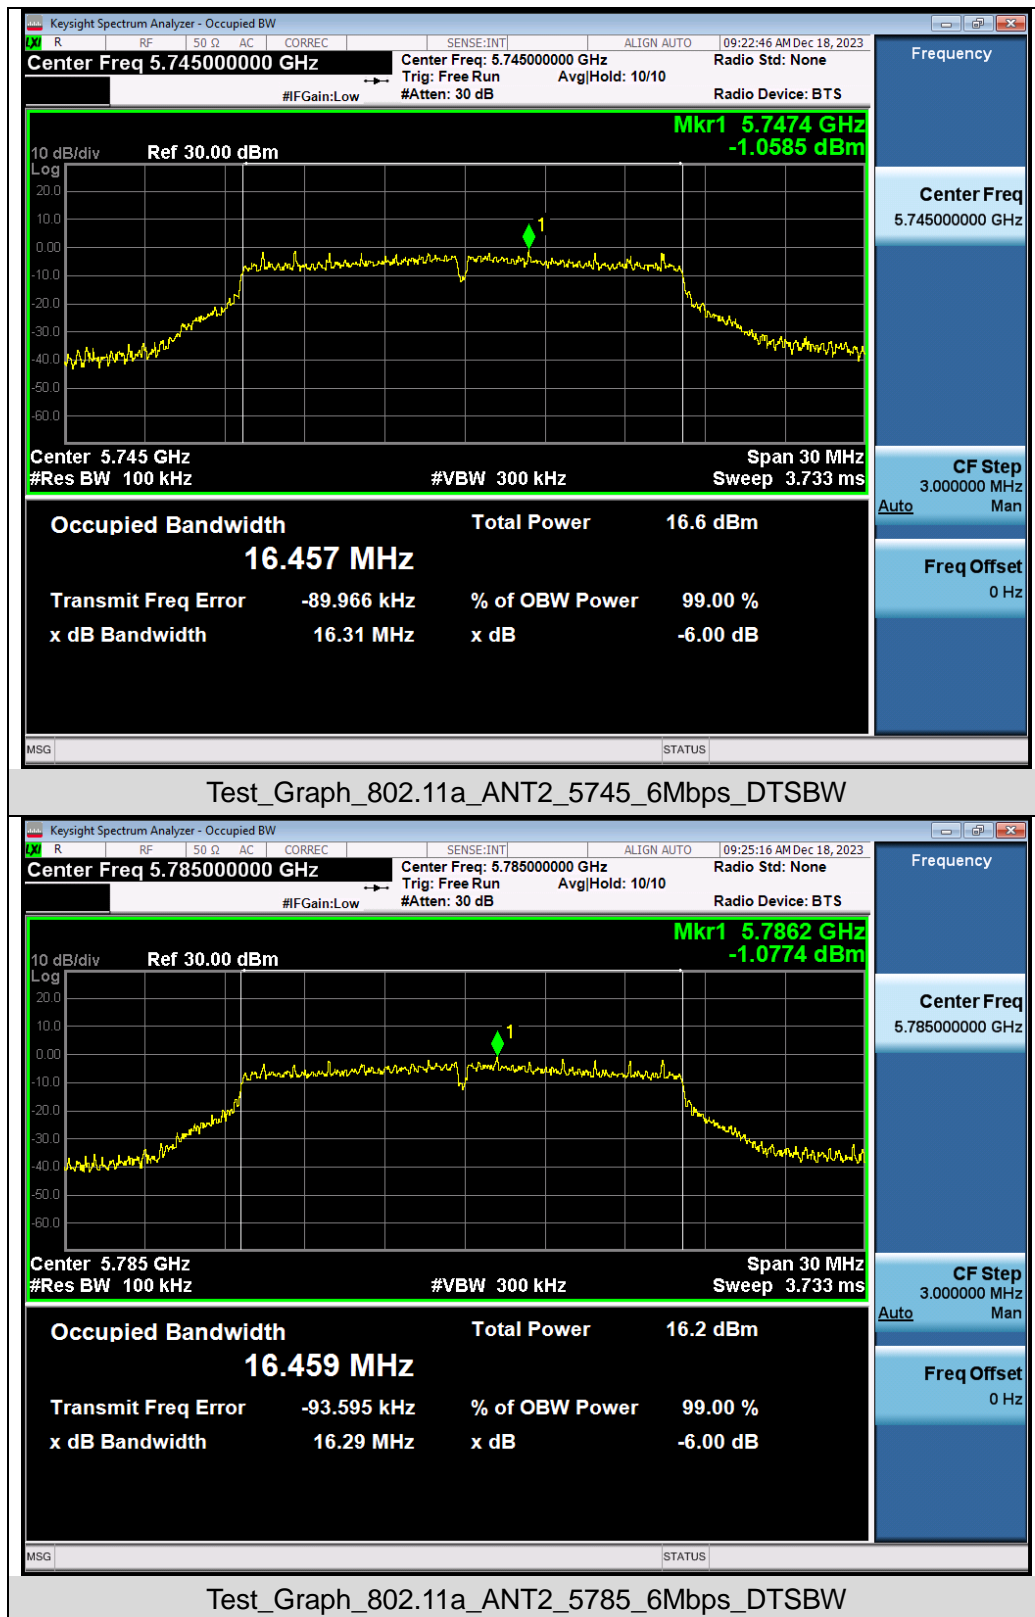 Keysight Spectrum Analyzer - Occupied BW
LXI R RF 50 Ω AC CORREC SENSE:INT ALIGN AUTO 09:22:46 AM Dec 18, 2023
Center Freq 5.745000000 GHz Center Freq: 5.745000000 GHz Radio Std: None
Trig: Free Run Avg|Hold: 10/10
#IFGain:Low #Atten: 30 dB Radio Device: BTS
Frequency
Mkr1 5.7474 GHz
-1.0585 dBm
10 dB/div Ref 30.00 dBm
Log
20.0
10.0
0.00
-10.0
-20.0
-30.0
-40.0
-50.0
-60.0
1
Center 5.745 GHz Span 30 MHz
#Res BW 100 kHz #VBW 300 kHz Sweep 3.733 ms
Center Freq
5.745000000 GHz
CF Step
3.000000 MHz
Auto Man
Freq Offset
0 Hz
Occupied Bandwidth Total Power 16.6 dBm
16.457 MHz
Transmit Freq Error -89.966 kHz % of OBW Power 99.00 %
x dB Bandwidth 16.31 MHz x dB -6.00 dB
MSG STATUS
Test_Graph_802.11a_ANT2_5745_6Mbps_DTSBW
Keysight Spectrum Analyzer - Occupied BW
LXI R RF 50 Ω AC CORREC SENSE:INT ALIGN AUTO 09:25:16 AM Dec 18, 2023
Center Freq 5.785000000 GHz Center Freq: 5.785000000 GHz Radio Std: None
Trig: Free Run Avg|Hold: 10/10
#IFGain:Low #Atten: 30 dB Radio Device: BTS
Frequency
Mkr1 5.7862 GHz
-1.0774 dBm
10 dB/div Ref 30.00 dBm
Log
20.0
10.0
0.00
-10.0
-20.0
-30.0
-40.0
-50.0
-60.0
1
Center 5.785 GHz Span 30 MHz
#Res BW 100 kHz #VBW 300 kHz Sweep 3.733 ms
Center Freq
5.785000000 GHz
CF Step
3.000000 MHz
Auto Man
Freq Offset
0 Hz
Occupied Bandwidth Total Power 16.2 dBm
16.459 MHz
Transmit Freq Error -93.595 kHz % of OBW Power 99.00 %
x dB Bandwidth 16.29 MHz x dB -6.00 dB
MSG STATUS
Test_Graph_802.11a_ANT2_5785_6Mbps_DTSBW